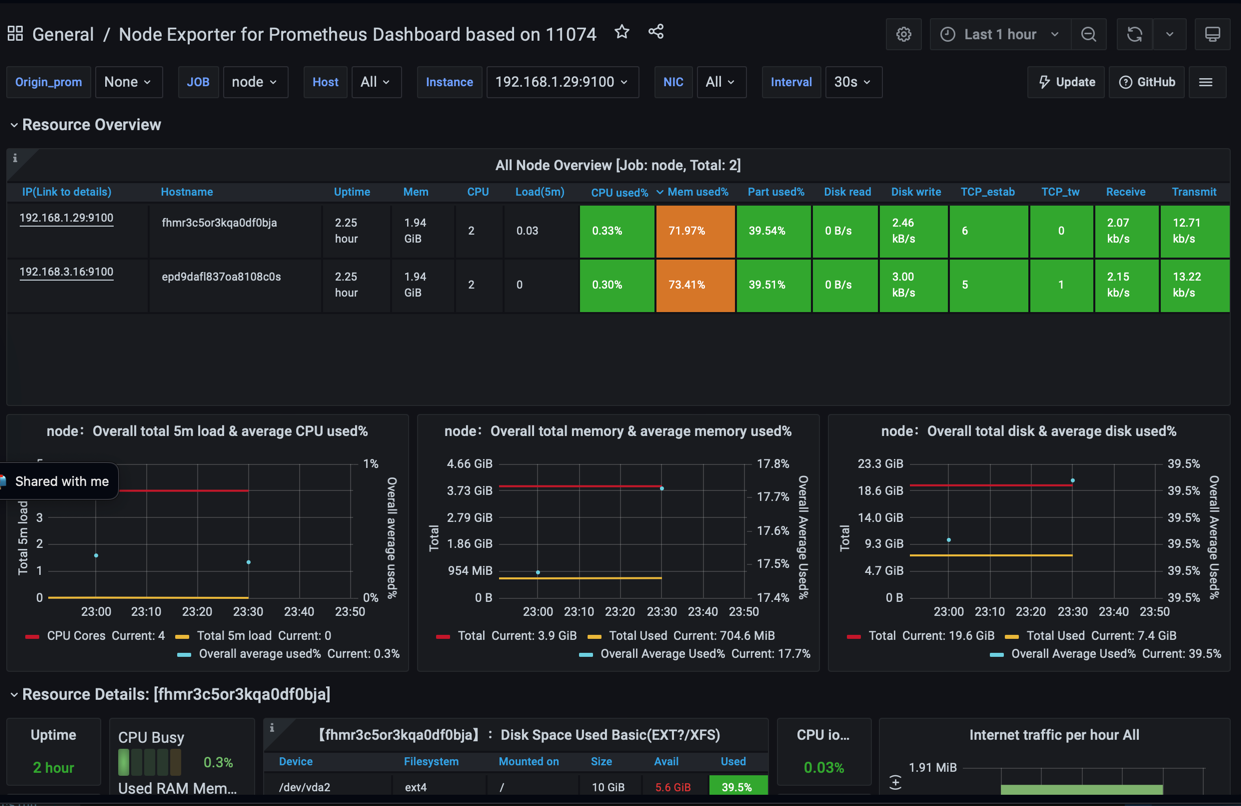 General / Node Exporter for Prometheus Dashboard based on 11074
Last 1 hour
Origin_prom None JOB node Host All Instance 192.168.1.29:9100 NIC All Interval 30s Update GitHub
Resource Overview
i
All Node Overview [Job: node, Total: 2]
IP(Link to details) Hostname Uptime Mem CPU Load(5m) CPU used% Mem used% Part used% Disk read Disk write TCP_estab TCP_tw Receive Transmit
192.168.1.29:9100 fhmr3c5or3kqa0df0bja 2.25 hour 1.94 GiB 2 0.03 0.33% 71.97% 39.54% 0 B/s 2.46 kB/s 6 0 2.07 kb/s 12.71 kb/s
192.168.3.16:9100 epd9dafl837oa8108c0s 2.25 hour 1.94 GiB 2 0 0.30% 73.41% 39.51% 0 B/s 3.00 kB/s 5 1 2.15 kb/s 13.22 kb/s
node： Overall total 5m load & average CPU used%
1%
Shared with me
3
2
1
0
0%
Total 5m load
Overall average used%
23:00 23:10 23:20 23:30 23:40 23:50
CPU Cores Current: 4 Total 5m load Current: 0
Overall average used% Current: 0.3%
node： Overall total memory & average memory used%
4.66 GiB 17.8%
3.73 GiB 17.7%
2.79 GiB 17.6%
1.86 GiB 17.5%
954 MiB 17.4%
0 B
Total
Overall Average Used%
23:00 23:10 23:20 23:30 23:40 23:50
Total Current: 3.9 GiB Total Used Current: 704.6 MiB
Overall Average Used% Current: 17.7%
node： Overall total disk & average disk used%
23.3 GiB 39.5%
18.6 GiB 39.5%
14.0 GiB 39.5%
9.3 GiB 39.5%
4.7 GiB 39.5%
0 B 39.5%
Total
Overall Average Used%
23:00 23:10 23:20 23:30 23:40 23:50
Total Current: 19.6 GiB Total Used Current: 7.4 GiB
Overall Average Used% Current: 39.5%
Resource Details: [fhmr3c5or3kqa0df0bja]
Uptime
2 hour
CPU Busy
0.3%
Used RAM Mem...
i
【fhmr3c5or3kqa0df0bja】： Disk Space Used Basic(EXT?/XFS)
Device Filesystem Mounted on Size Avail Used
/dev/vda2 ext4 / 10 GiB 5.6 GiB 39.5%
CPU io...
0.03%
Internet traffic per hour All
1.91 MiB